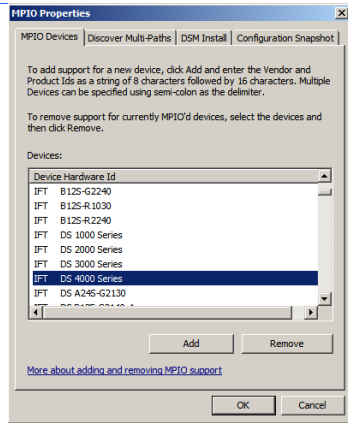 MPIO Properties
MPIO Devices Discover Multi-Paths DSM Install Configuration Snapshot
To add support for a new device, click Add and enter the Vendor and
Product Ids as a string of 8 characters followed by 16 characters. Multiple
Devices can be specified using semi-colon as the
delimiter.
To remove support for currently MPIO'd devices, select the devices and
then click Remove.
Devices:
Device Hardware Id
IFT B12S-G2240
IFT B12S-R1030
IFT B12S-R2240
IFT DS 1000 Series
IFT DS 2000 Series
IFT DS 3000 Series
IFT DS 4000 Series
IFT DS A24S-G2130
IFT
Add Remove
More about adding and removing MPIO support
OK Cancel